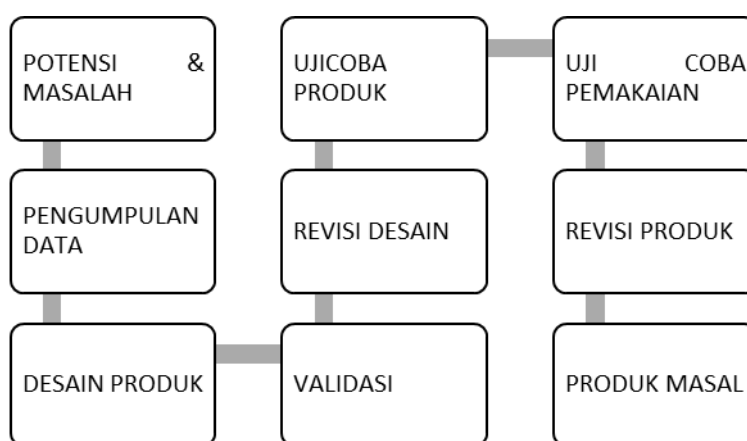 POTENSI &
MASALAH
PENGUMPULAN
DATA
DESAIN PRODUK
VALIDASI
REVISI DESAIN
UJICOBA
PRODUK
UJI COBA
PEMAKAIAN
REVISI PRODUK
PRODUK MASAL